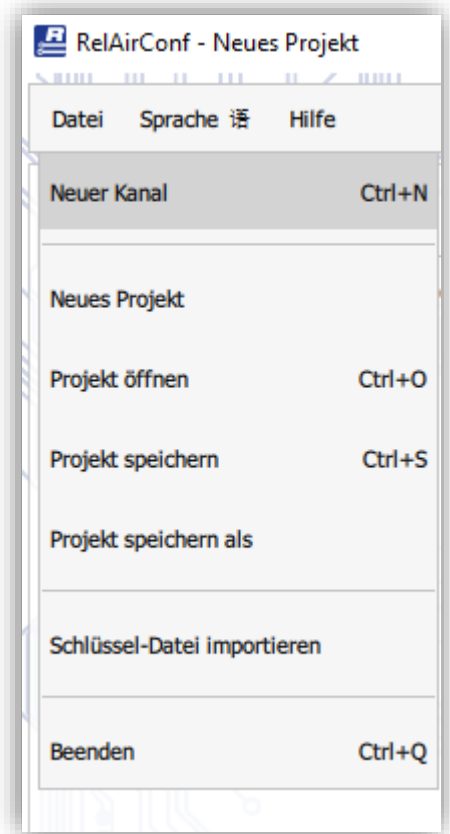 RelAirConf - Neues Projekt
Datei Sprache 语 Hilfe
Neuer Kanal Ctrl+N
Neues Projekt
Projekt öffnen Ctrl+O
Projekt speichern Ctrl+S
Projekt speichern als
Schlüssel-Datei importieren
Beenden Ctrl+Q